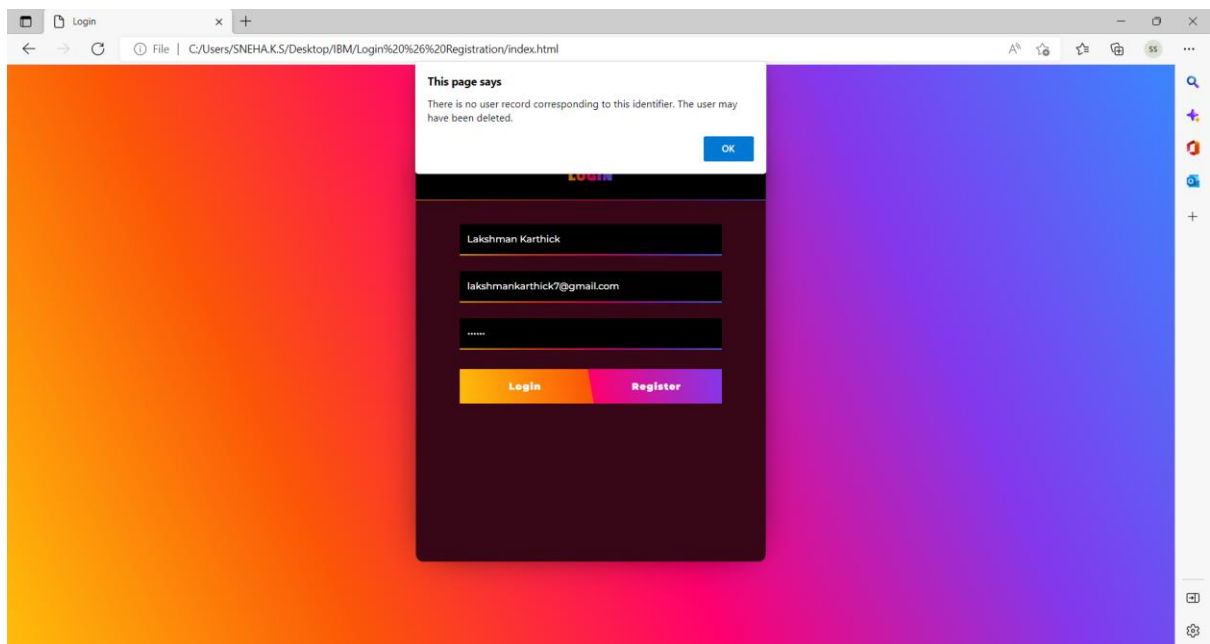 Login
File | C:/Users/SNEHA.K.S/Desktop/IBM/Login%20%26%20Registration/index.html
SS
This page says
There is no user record corresponding to this identifier. The user may
have been deleted.
OK
LOGIN
Lakshman Karthick
lakshmankarthick7@gmail.com
······
Login Register